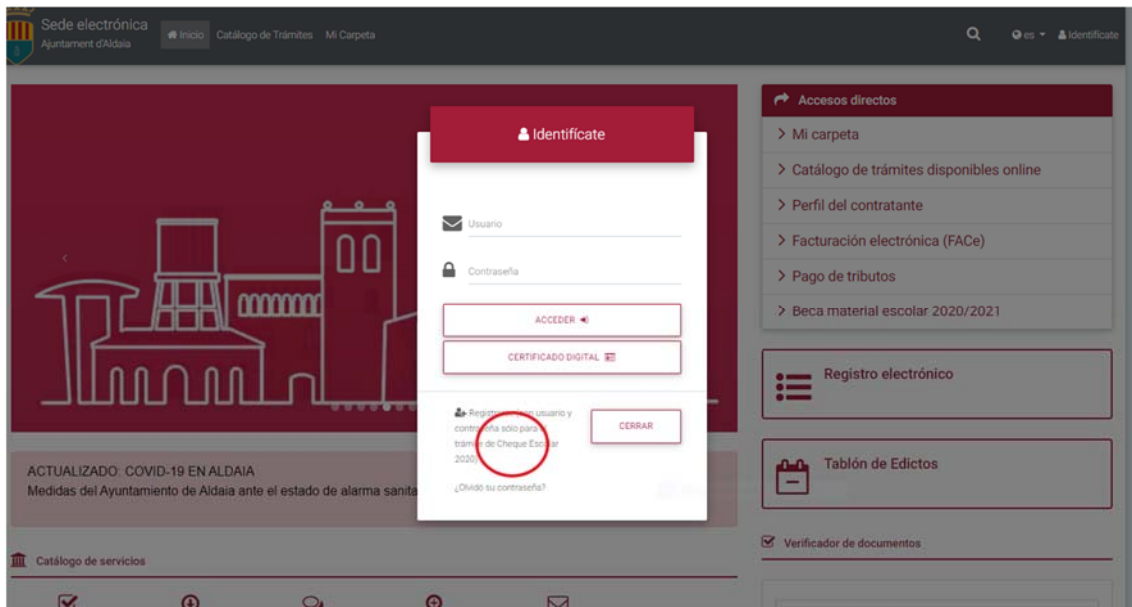 Sede electrónica
Ajuntament d'Aldaia
Inicio Catálogo de Trámites Mi Carpeta
es Identifícate
Identifícate
Usuario
Contraseña
ACCEDER
CERTIFICADO DIGITAL
usuario y
sólo para
de Cheque
2020)
CERRAR
¿Olvidó su contraseña?
Accesos directos
Mi carpeta
Catálogo de trámites disponibles online
Perfil del contratante
Facturación electrónica (FACe)
Pago de tributos
Beca material escolar 2020/2021
Registro electrónico
Tablón de Edictos
Verificador de documentos
ACTUALIZADO: COVID-19 EN ALDAIA
Medidas del Ayuntamiento de Aldaia ante el estado de alarma
Catálogo de servicios